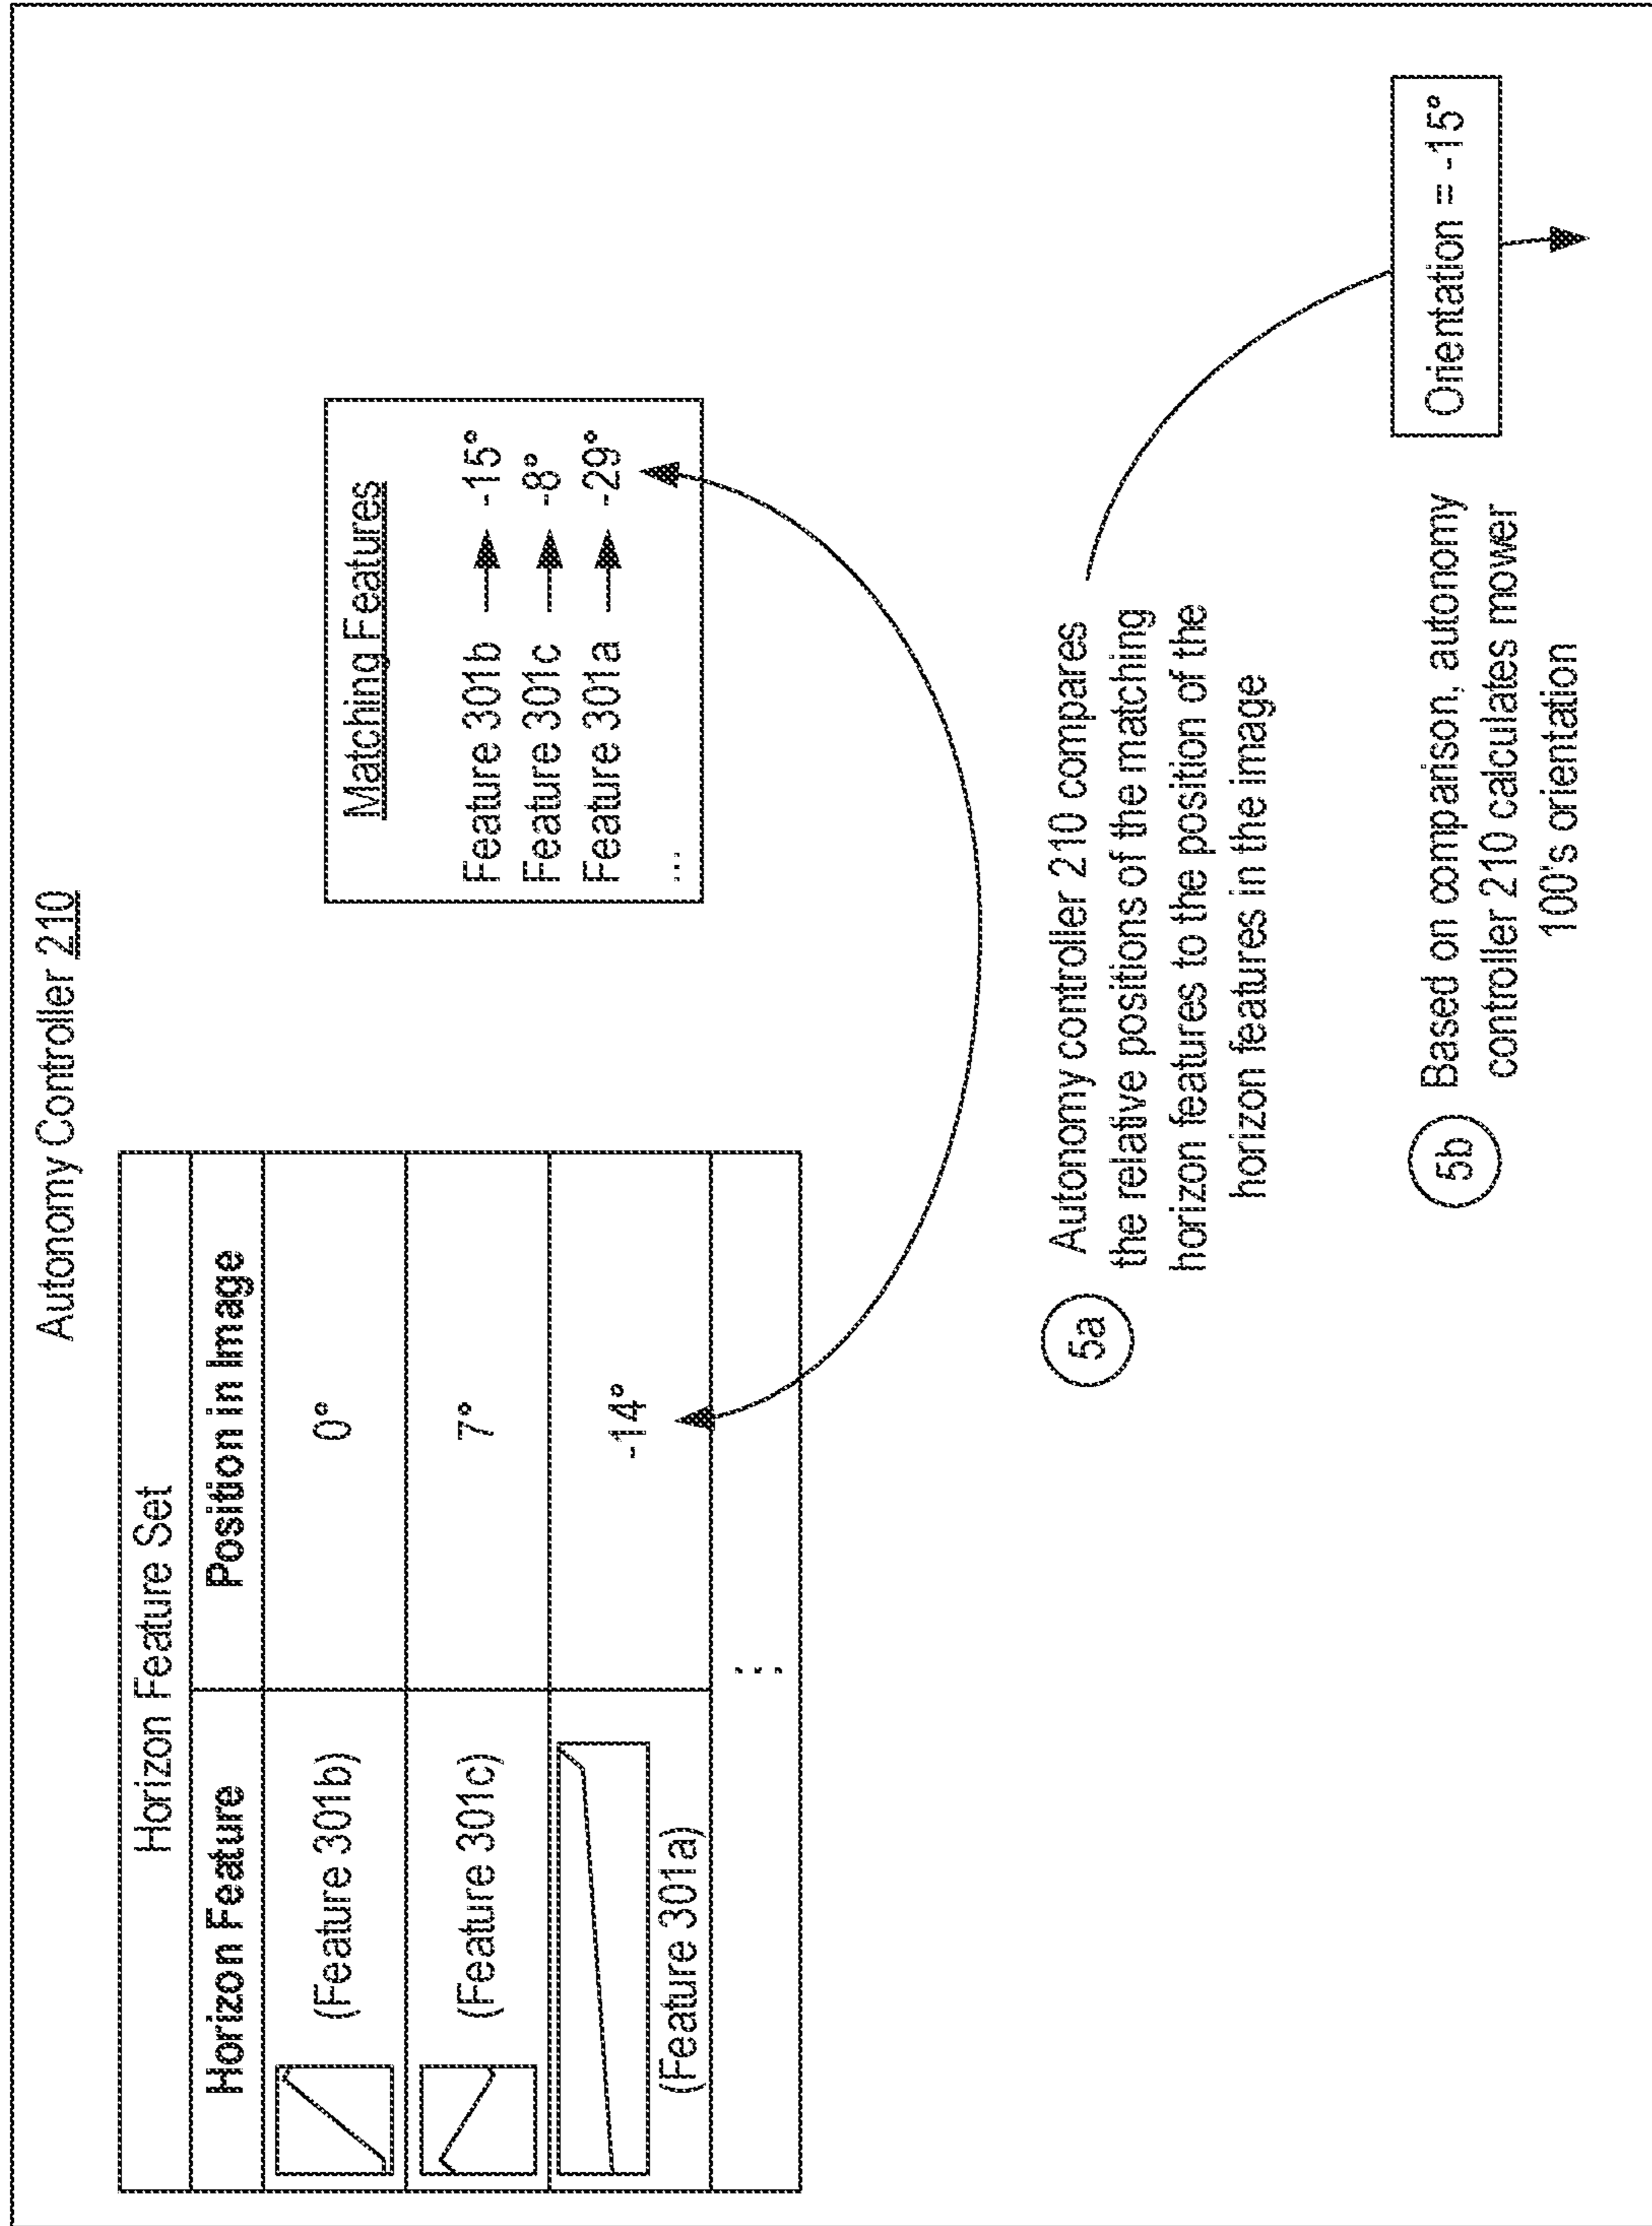 Autonomy Controller 210
Horizon Feature Set
Horizon Feature Position in Image
(Feature 301b) 0°
(Feature 301c) 7°
(Feature 301a) -14°
...
Matching Features
Feature 301b -15°
Feature 301c -8°
Feature 301a -29°
...
5a Autonomy controller 210 compares
the relative positions of the matching
horizon features to the position of the
horizon features in the image
5b Based on comparison, autonomy
controller 210 calculates mower
100's orientation
Orientation = -15°